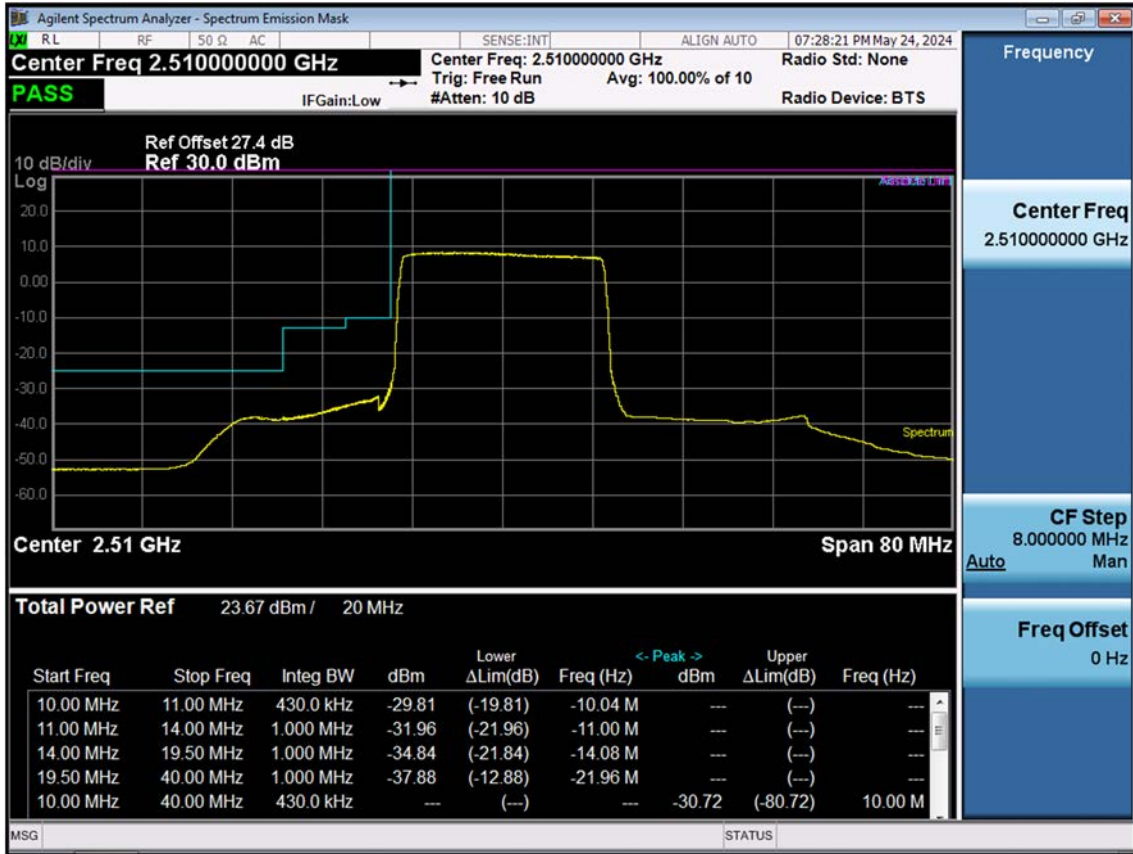 Agilent Spectrum Analyzer - Spectrum Emission Mask
LXI RL RF 50 Ω AC SENSE:INT ALIGN AUTO 07:28:21 PM May 24, 2024
Center Freq 2.510000000 GHz
PASS
IFGain:Low
Center Freq: 2.510000000 GHz
Trig: Free Run Avg: 100.00% of 10
#Atten: 10 dB
Radio Std: None
Radio Device: BTS
Ref Offset 27.4 dB
10 dB/div Ref 30.0 dBm
Log
20.0
10.0
0.00
-10.0
-20.0
-30.0
-40.0
-50.0
-60.0
Spectrum
Center 2.51 GHz Span 80 MHz
Total Power Ref 23.67 dBm / 20 MHz
Lower <- Peak -> Upper
Start Freq Stop Freq Integ BW dBm ΔLim(dB) Freq (Hz) dBm ΔLim(dB) Freq (Hz)
10.00 MHz 11.00 MHz 430.0 kHz -29.81 (-19.81) -10.04 M --- (---) ---
11.00 MHz 14.00 MHz 1.000 MHz -31.96 (-21.96) -11.00 M --- (---) ---
14.00 MHz 19.50 MHz 1.000 MHz -34.84 (-21.84) -14.08 M --- (---) ---
19.50 MHz 40.00 MHz 1.000 MHz -37.88 (-12.88) -21.96 M --- (---) ---
10.00 MHz 40.00 MHz 430.0 kHz --- (---) --- -30.72 (-80.72) 10.00 M
MSG STATUS
Frequency
Center Freq
2.510000000 GHz
CF Step
8.000000 MHz
Auto Man
Freq Offset
0 Hz